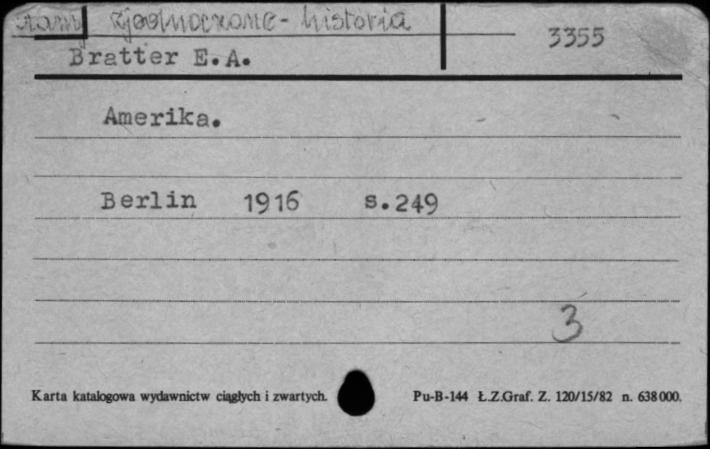 zjednoczone - historia
3355
Bratter E.A.
Amerika.
Berlin 1916 s.249
3
Karta katalogowa wydawnictw ciągłych i zwartych.
Pu-B-144 Ł.Z.Graf. Z. 120/15/82 n. 638000.